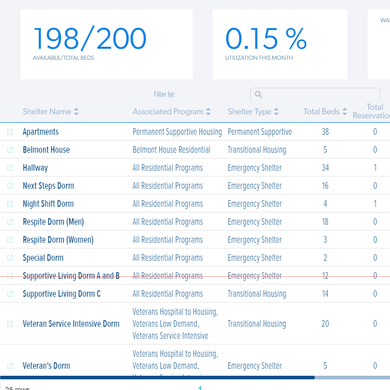 198/200
AVAILABLE/TOTAL BEDS
0.15 %
UTILIZATION THIS MONTH
WA
Filter by:
Shelter Name
Associated Program
Shelter Type
Total Beds
Total
Reservatio
Apartments Permanent Supportive Housing Permanent Supportive 38 0
Belmont House Belmont House Residential Transitional Housing 5 0
Hallway All Residential Programs Emergency Shelter 34 1
Next Steps Dorm All Residential Programs Emergency Shelter 16 0
Night Shift Dorm All Residential Programs Emergency Shelter 4 1
Respite Dorm (Men) All Residential Programs Emergency Shelter 18 0
Respite Dorm (Women) All Residential Programs Emergency Shelter 3 0
Special Dorm All Residential Programs Emergency Shelter 2 0
Supportive Living Dorm A and B All Residential Programs Emergency Shelter 12 0
Supportive Living Dorm C All Residential Programs Transitional Housing 14 0
Veterans Hospital to Housing,
Veteran Service Intensive Dorm Veterans Low Demand, Transitional Housing 20 0
Veterans Service Intensive
Veterans Hospital to Housing,
Veteran's Dorm Veterans Low Demand, Emergency Shelter 5 0
25 rows
1